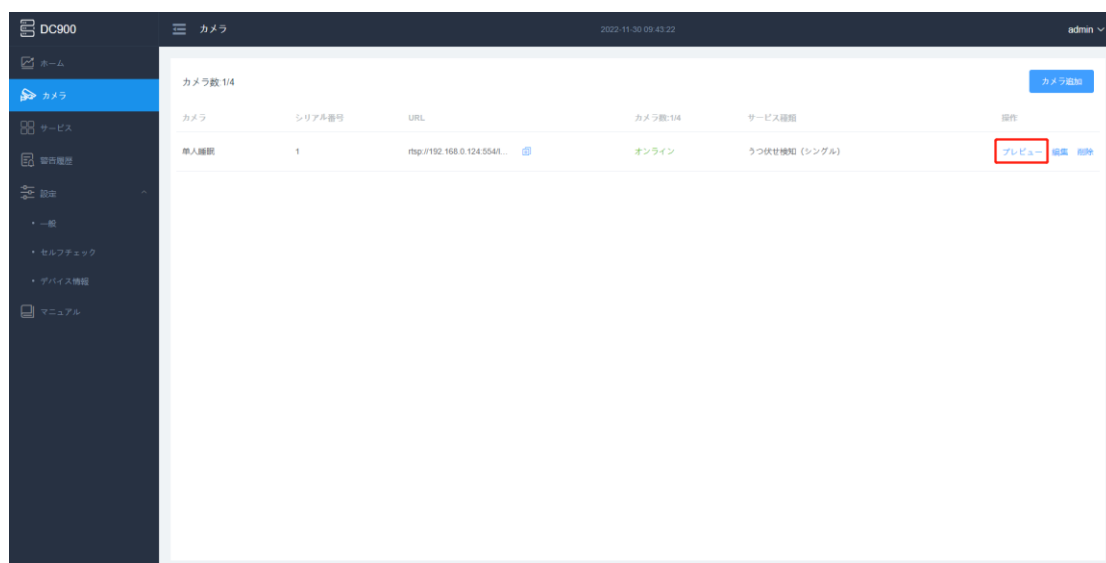 DC900
カメラ 2022-11-30 09:43:22 admin
ホーム
カメラ
サービス
警告履歴
設定
・一般
・セルフチェック
・デバイス情報
マニュアル
カメラ数:1/4 カメラ追加
カメラ シリアル番号 URL カメラ数:1/4 サービス種類 操作
单人睡眠 1 rtsp://192.168.0.124:554/l... オンライン うつ伏せ検知（シングル） プレビュー 編集 削除